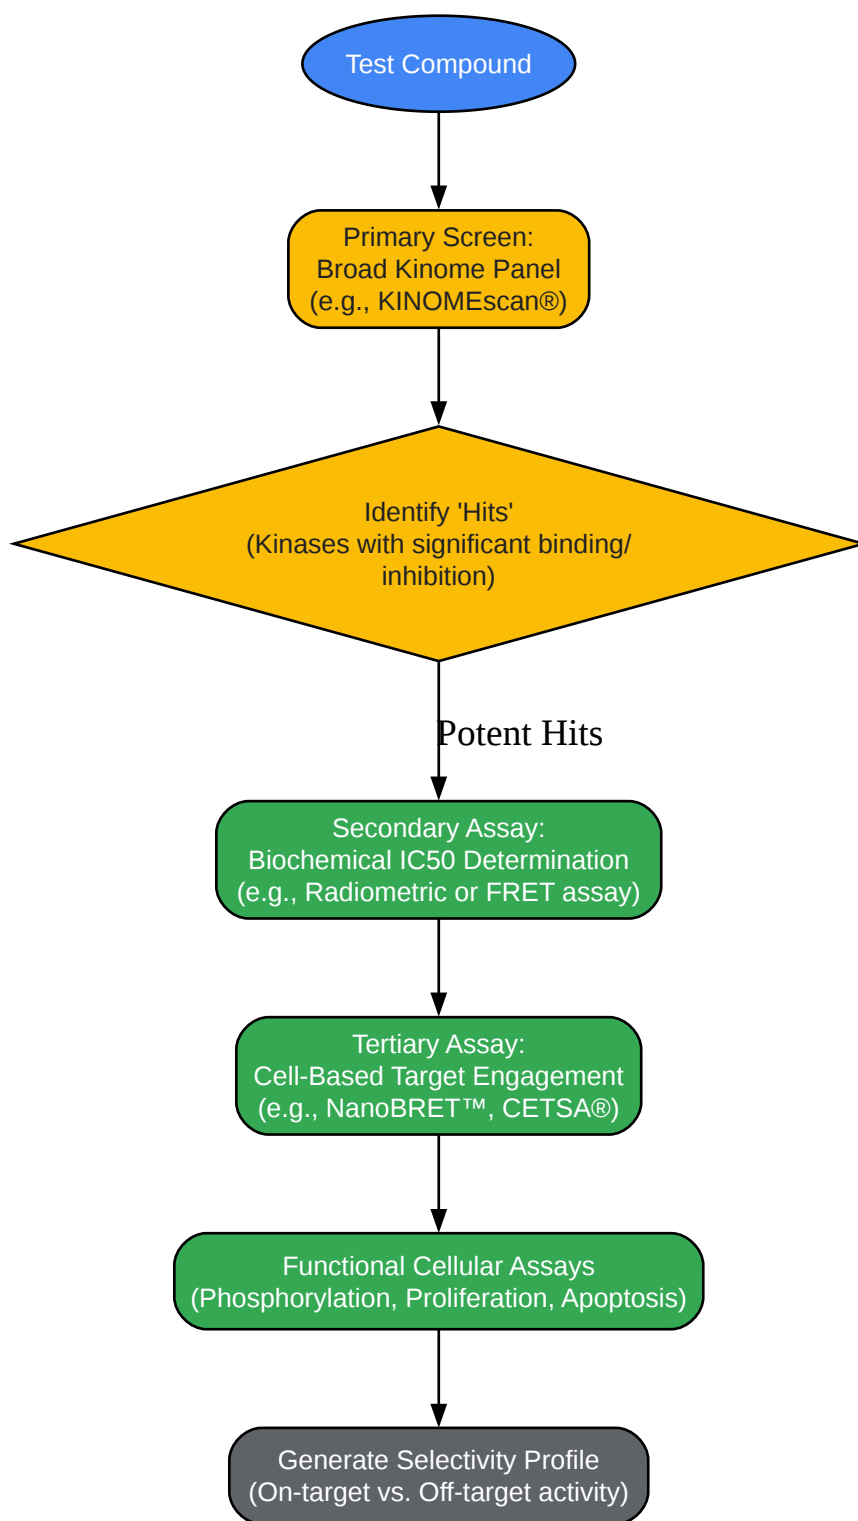 Test Compound
Primary Screen:
Broad Kinome Panel
(e.g., KINOMEscan®)
Identify 'Hits'
(Kinases with significant binding/
inhibition)
Potent Hits
Secondary Assay:
Biochemical IC50 Determination
(e.g., Radiometric or FRET assay)
Tertiary Assay:
Cell-Based Target Engagement
(e.g., NanoBRET™, CETSA®)
Functional Cellular Assays
(Phosphorylation, Proliferation, Apoptosis)
Generate Selectivity Profile
(On-target vs. Off-target activity)